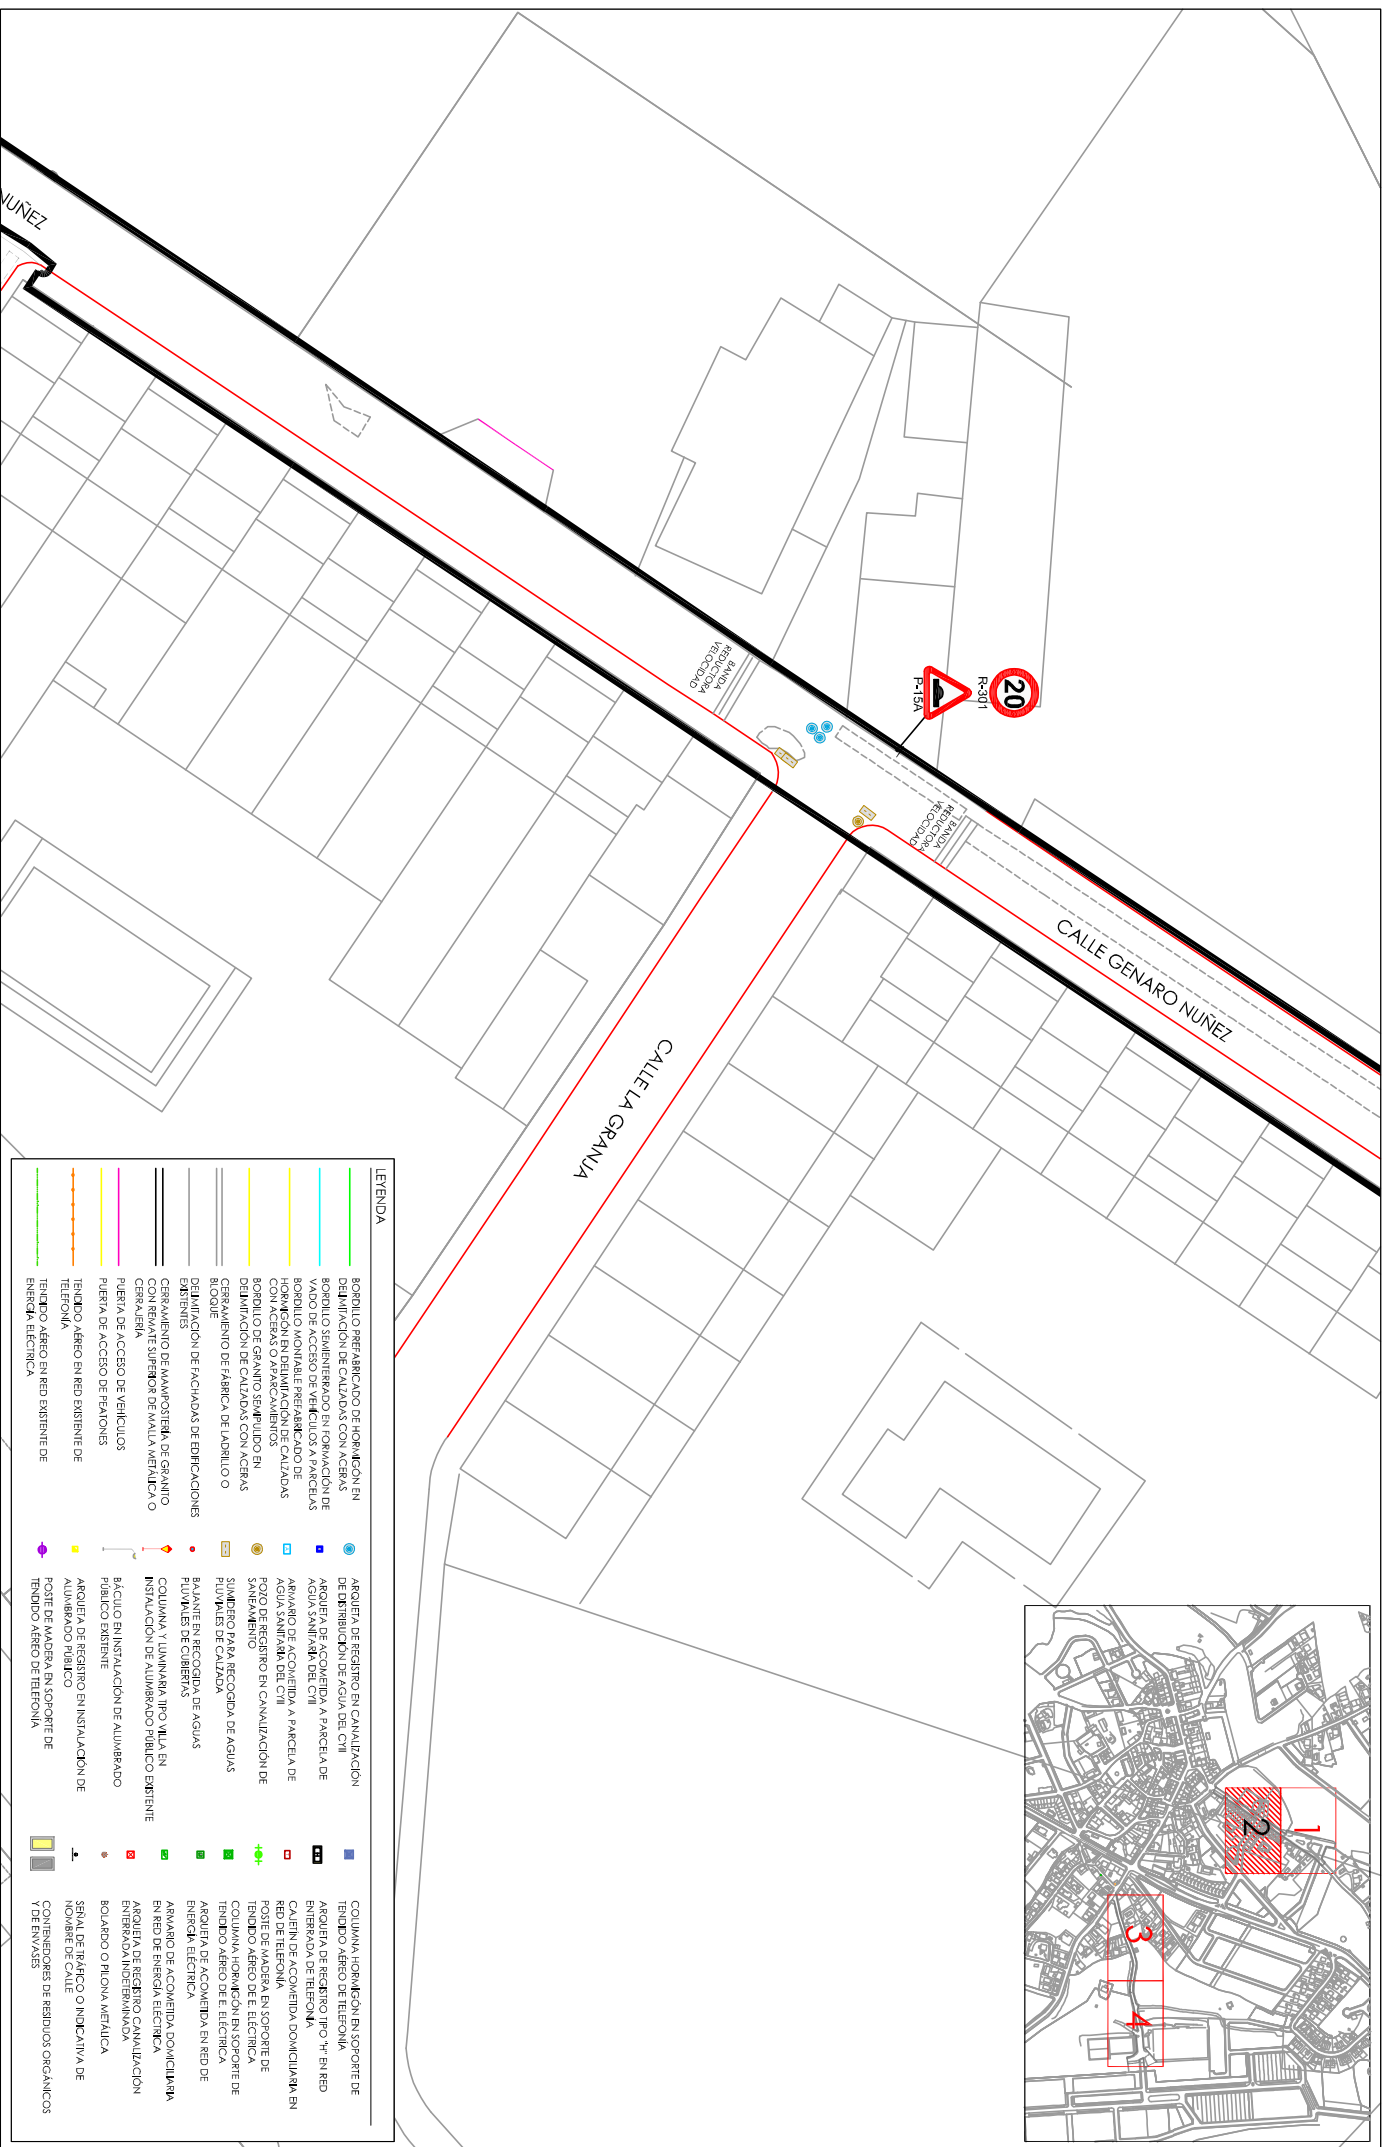 NUÑEZ
BANDA
REDUCTORA
VELOCIDAD
20
R-301
P-15A
BANDA
REDUCTORA
VELOCIDAD
CALLE GENARO NUÑEZ
CALLE LA GRANJA
1
2
3
4
LEYENDA
BORDILLO PREFABRICADO DE HORMIGÓN EN
DELIMITACIÓN DE CALZADAS CON ACERAS
BORDILLO SEMIENTERRADO EN FORMACIÓN DE
VADO DE ACCESO DE VEHÍCULOS A PARCELAS
BORDILLO MONTABLE PREFABRICADO DE
HORMIGÓN EN DELIMITACIÓN DE CALZADAS
CON ACERAS O APARCAMIENTOS
BORDILLO DE GRANITO SEMIPULIDO EN
DELIMITACIÓN DE CALZADAS CON ACERAS
CERRAMIENTO DE FÁBRICA DE LADRILLO O
BLOQUE
DELIMITACIÓN DE FACHADAS DE EDIFICACIONES
EXISTENTES
CERRAMIENTO DE MAMPOSTERÍA DE GRANITO
CON REMATE SUPERIOR DE MALLA METÁLICA O
CERRAJERÍA
PUERTA DE ACCESO DE VEHÍCULOS
PUERTA DE ACCESO DE PEATONES
TENDIDO AÉREO EN RED EXISTENTE DE
TELEFONÍA
TENDIDO AÉREO EN RED EXISTENTE DE
ENERGÍA ELÉCTRICA
ARQUETA DE REGISTRO EN CANALIZACIÓN
DE DISTRIBUCIÓN DE AGUA DEL CYII
ARQUETA DE ACOMETIDA A PARCELA DE
AGUA SANITARIA DEL CYII
ARMARIO DE ACOMETIDA A PARCELA DE
AGUA SANITARIA DEL CYII
POZO DE REGISTRO EN CANALIZACIÓN DE
SANEAMIENTO
SUMIDERO PARA RECOGIDA DE AGUAS
PLUVIALES DE CALZADA
BAJANTE EN RECOGIDA DE AGUAS
PLUVIALES DE CUBIERTAS
COLUMNA Y LUMINARIA TIPO VILLA EN
INSTALACIÓN DE ALUMBRADO PÚBLICO EXISTENTE
BÁCULO EN INSTALACIÓN DE ALUMBRADO
PÚBLICO EXISTENTE
ARQUETA DE REGISTRO EN INSTALACIÓN DE
ALUMBRADO PÚBLICO
POSTE DE MADERA EN SOPORTE DE
TENDIDO AÉREO DE TELEFONÍA
COLUMNA HORMIGÓN EN SOPORTE DE
TENDIDO AÉREO DE TELEFONÍA
ARQUETA DE REGISTRO TIPO "H" EN RED
ENTERRADA DE TELEFONÍA
CAJETÍN DE ACOMETIDA DOMICILIARIA EN
RED DE TELEFONÍA
POSTE DE MADERA EN SOPORTE DE
TENDIDO AÉREO DE E. ELÉCTRICA
COLUMNA HORMIGÓN EN SOPORTE DE
TENDIDO AÉREO DE E. ELÉCTRICA
ARQUETA DE ACOMETIDA EN RED DE
ENERGÍA ELÉCTRICA
ARMARIO DE ACOMETIDA DOMICILIARIA
EN RED DE ENERGÍA ELÉCTRICA
ARQUETA DE REGISTRO CANALIZACIÓN
ENTERRADA INDETERMINADA
BOLARDO O PILONA METÁLICA
SEÑAL DE TRÁFICO O INDICATIVA DE
NOMBRE DE CALLE
CONTENEDORES DE RESIDUOS ORGÁNICOS
Y DE ENVASES